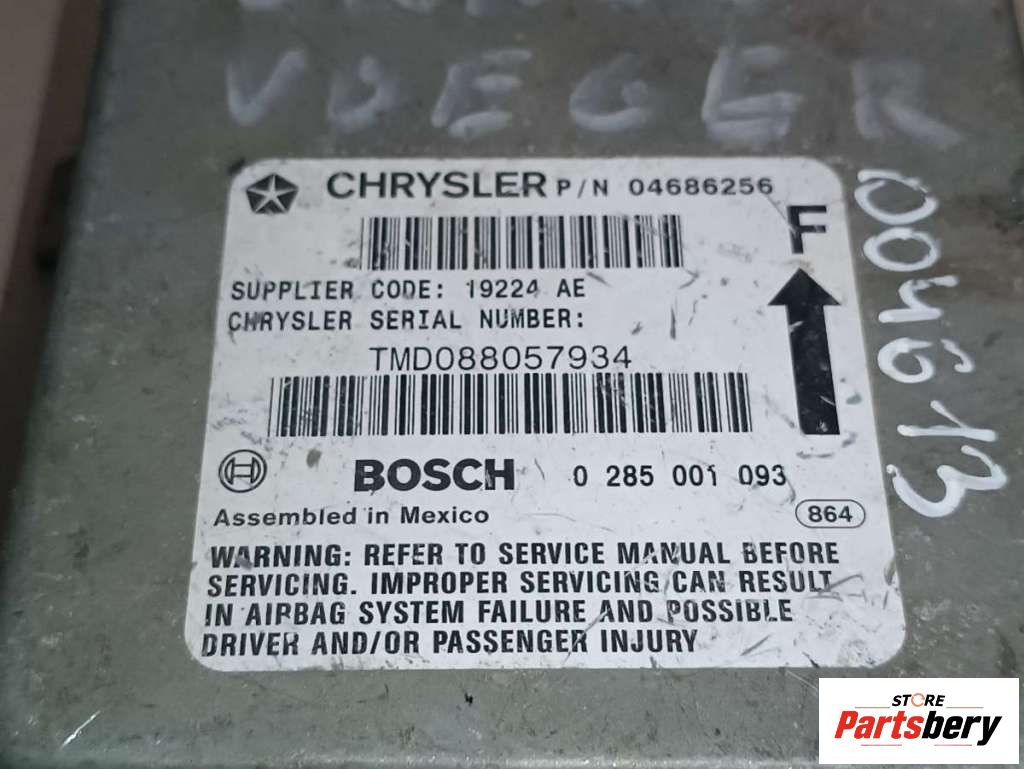 VOEGER
CHRYSLER P/N 04686256
F
SUPPLIER CODE: 19224 AE
CHRYSLER SERIAL NUMBER:
TMD088057934
BOSCH 0 285 001 093
Assembled in Mexico 864
WARNING: REFER TO SERVICE MANUAL BEFORE
SERVICING. IMPROPER SERVICING CAN RESULT
IN AIRBAG SYSTEM FAILURE AND POSSIBLE
DRIVER AND/OR PASSENGER INJURY
004613
STORE
Partsbery